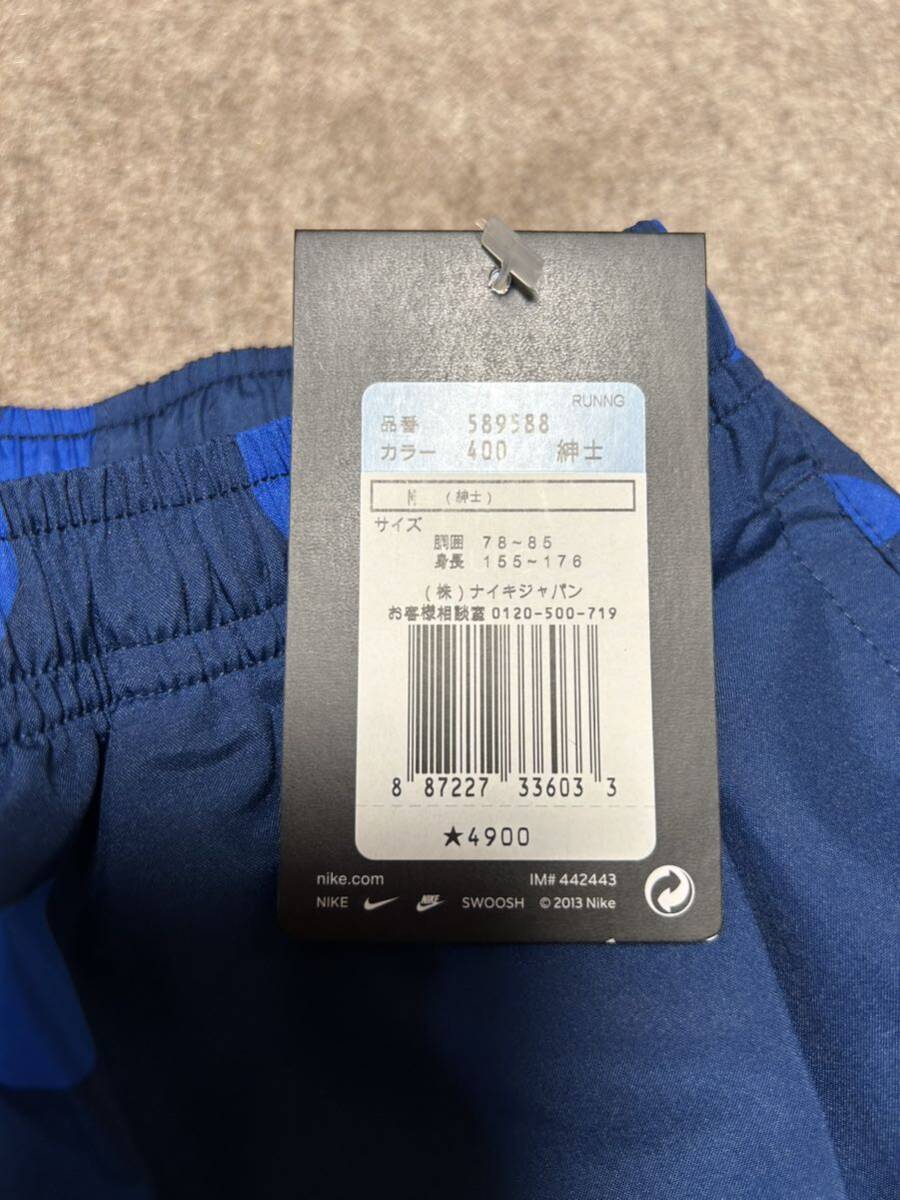 RUNNG
品番 589588
カラー 400 紳士
M (紳士)
サイズ
胴囲 78~85
身長 155~176
(株)ナイキジャパン
お客様相談室 0120-500-719
8 87227 33603 3
★4900
nike.com IM# 442443
NIKE NIKE SWOOSH © 2013 Nike